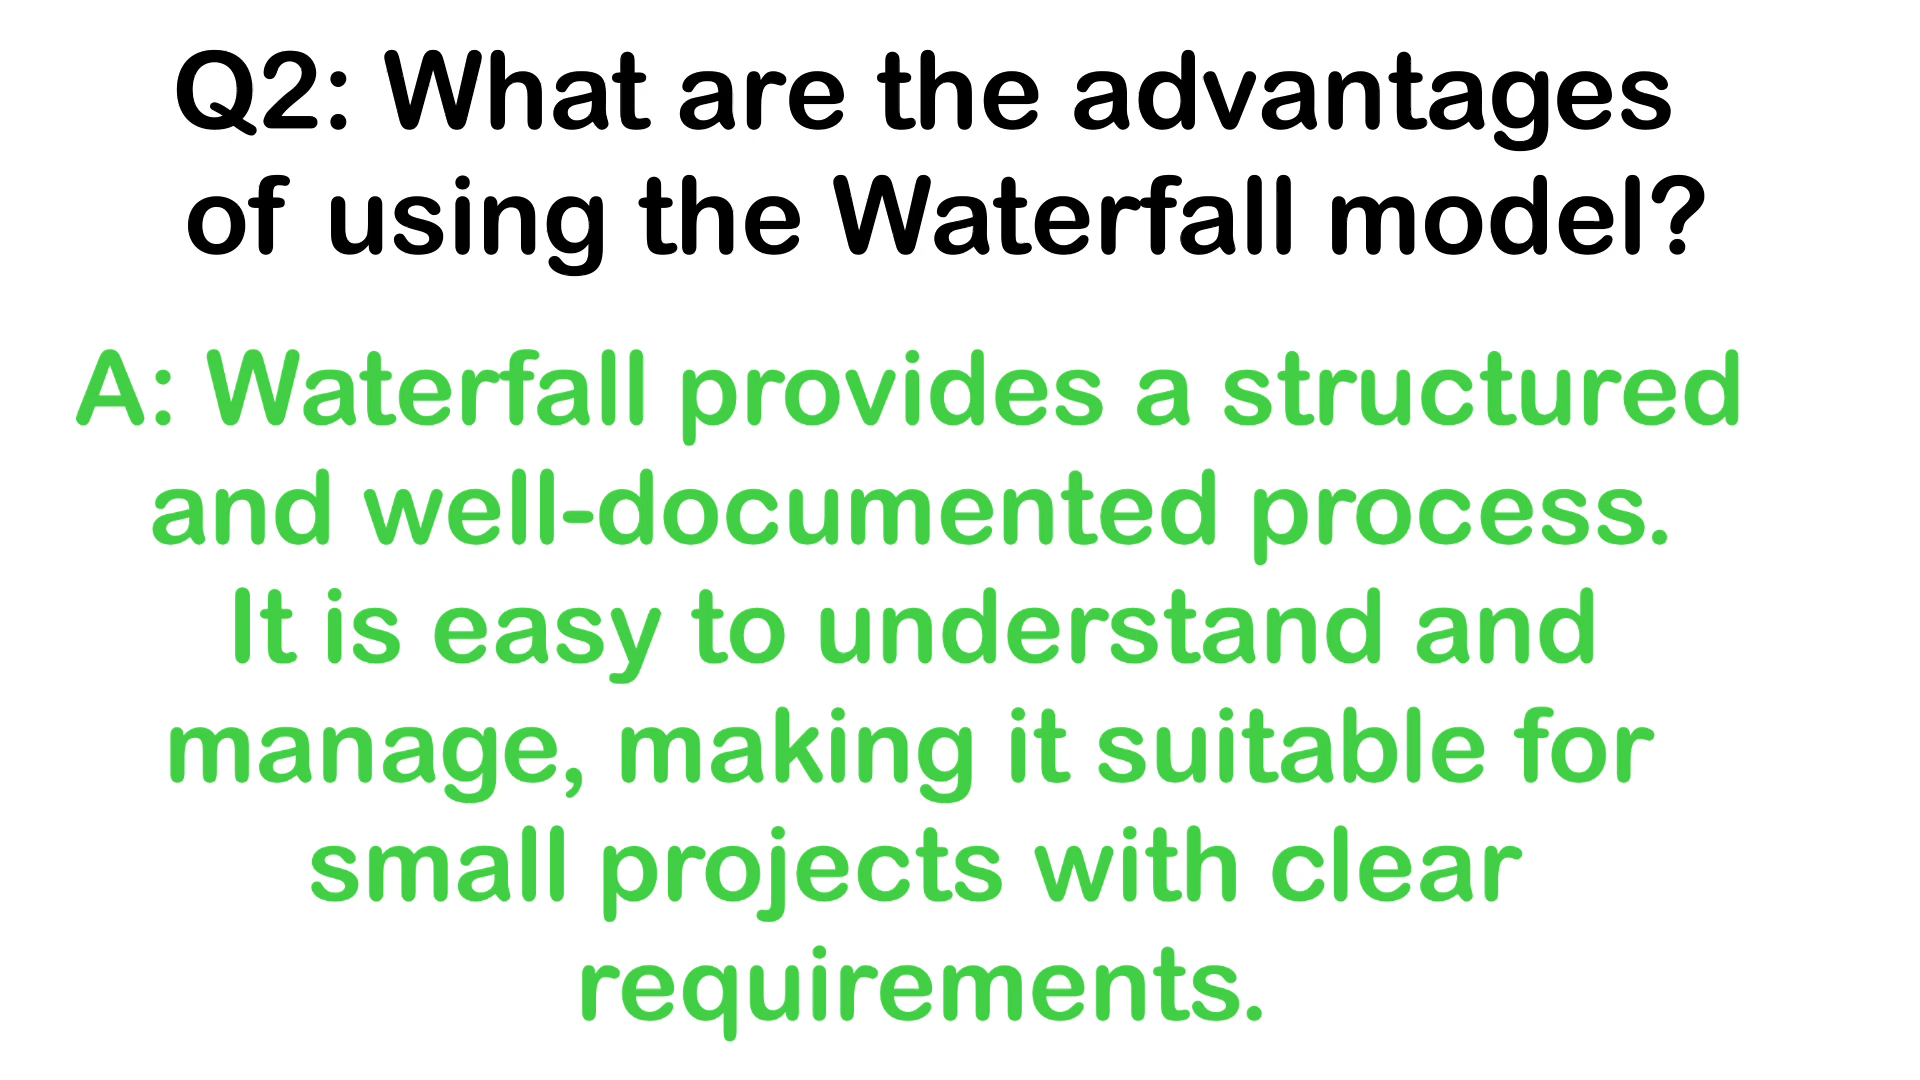 Q2: What are the advantages
of using the Waterfall model?
A: Waterfall provides a structured
and well-documented process.
It is easy to understand and
manage, making it suitable for
small projects with clear
requirements.